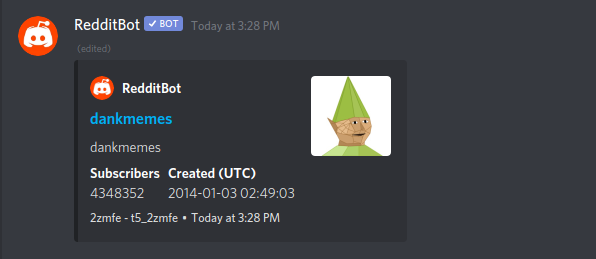 RedditBot BOT Today at 3:28 PM
(edited)
RedditBot
dankmemes
dankmemes
Subscribers Created (UTC)
4348352 2014-01-03 02:49:03
2zmfe - t5_2zmfe • Today at 3:28 PM